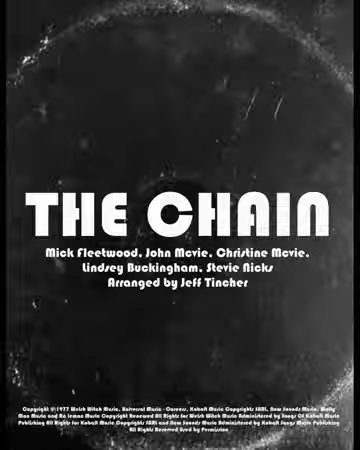 THE CHAIN
Mick Fleetwood, John Mcvie, Christine Mcvie,
Lindsey Buckingham, Stevie Nicks
Arranged by Jeff Tincher
Copyright @1977 Welsh Witch Music, Universal Music - Careers, Kobalt Music Copyrights SARL, Now Sounds Music, Molly
Moo Music and Rattleman Music Copyright Renewed All Rights for Welsh Witch Music Administered by Songs Of Kobalt Music
Publishing All Rights for Kobalt Music Copyrights SARL and Now Sounds Music Administered by Kobalt Songs Music Publishing
All Rights Reserved Used by Permission